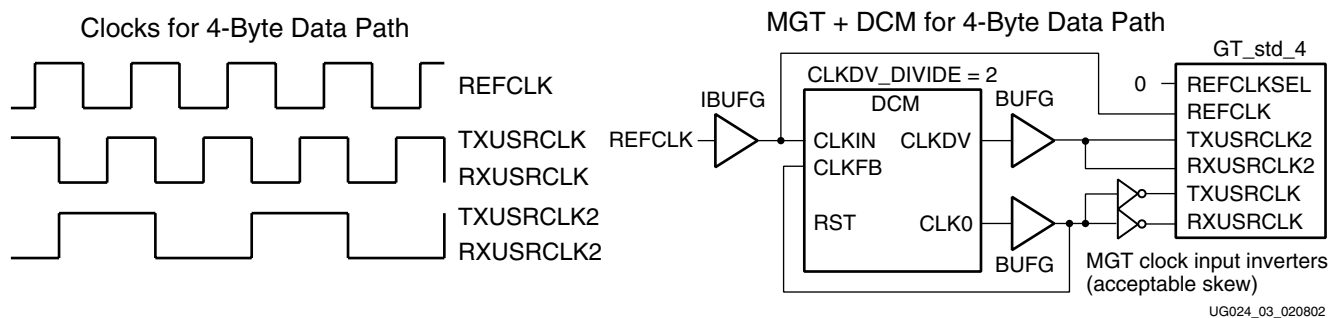 Clocks for 4-Byte Data Path
REFCLK
TXUSRCLK
RXUSRCLK
TXUSRCLK2
RXUSRCLK2
MGT + DCM for 4-Byte Data Path
GT_std_4
CLKDV_DIVIDE = 2
0
REFCLKSEL
IBUFG
DCM
BUFG
REFCLK
REFCLK
CLKIN
CLKDV
TXUSRCLK2
CLKFB
RXUSRCLK2
TXUSRCLK
RST
CLK0
RXUSRCLK
BUFG
MGT clock input inverters
(acceptable skew)
UG024_03_020802